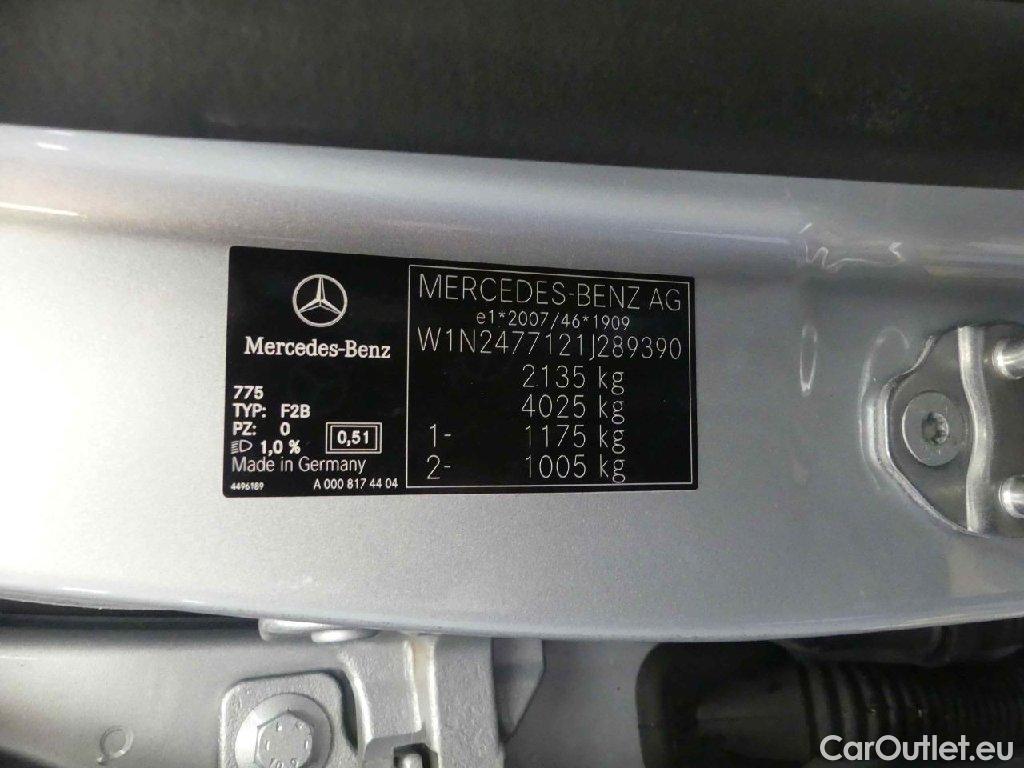 Mercedes-Benz
775
TYP: F2B
PZ: 0
1,0 % 0,51
Made in Germany
4496189 A 000 817 44 04
MERCEDES-BENZ AG
e1*2007/46*1909
W1N2477121J289390
2135 kg
4025 kg
1- 1175 kg
2- 1005 kg
CarOutlet.eu